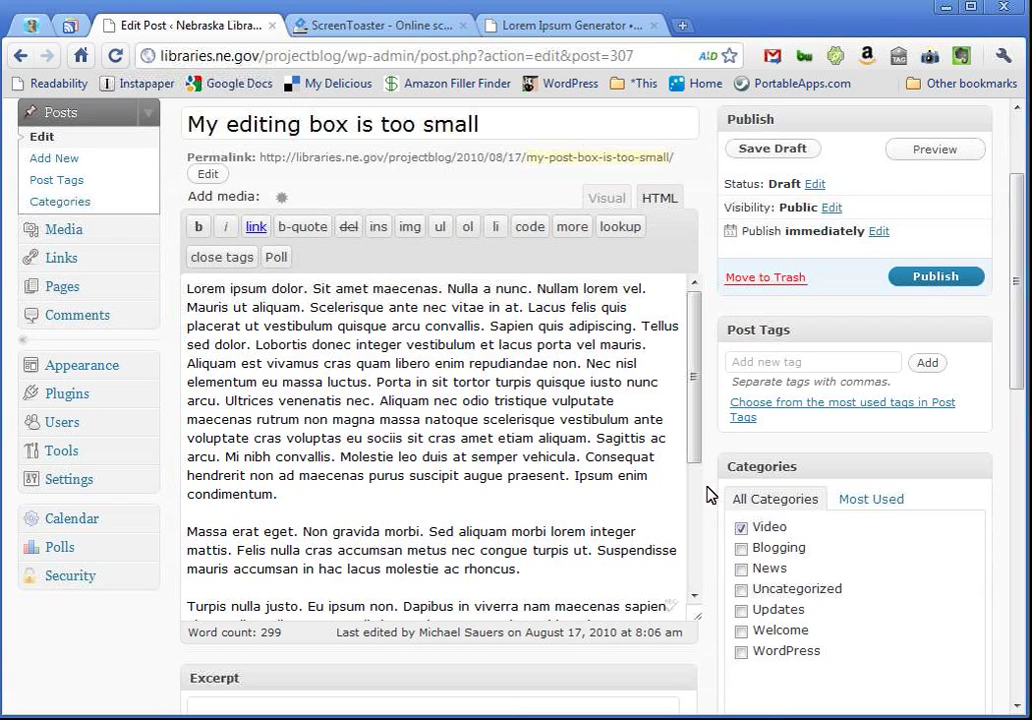 Edit Post ‹ Nebraska Libra...
ScreenToaster - Online sc...
Lorem Ipsum Generator •...
libraries.ne.gov/projectblog/wp-admin/post.php?action=edit&post=307
Readability
Instapaper
Google Docs
My Delicious
Amazon Filler Finder
WordPress
*This
Home
PortableApps.com
Other bookmarks
Posts
Edit
Add New
Post Tags
Categories
Media
Links
Pages
Comments
Appearance
Plugins
Users
Tools
Settings
Calendar
Polls
Security
My editing box is too small
Permalink: http://libraries.ne.gov/projectblog/2010/08/17/my-post-box-is-too-small/
Edit
Add media:
Visual
HTML
b
i
link
b-quote
del
ins
img
ul
ol
li
code
more
lookup
close tags
Poll
Lorem ipsum dolor. Sit amet maecenas. Nulla a nunc. Nullam lorem vel.
Mauris ut aliquam. Scelerisque ante nec vitae in at. Lacus felis quis
placerat ut vestibulum quisque arcu convallis. Sapien quis adipiscing. Tellus
sed dolor. Lobortis donec integer vestibulum et lacus porta vel mauris.
Aliquam est vivamus cras quam libero enim repudiandae non. Nec nisl
elementum eu massa luctus. Porta in sit tortor turpis quisque iusto nunc
arcu. Ultrices venenatis nec. Aliquam nec odio tristique vulputate
maecenas rutrum non magna massa natoque scelerisque vestibulum ante
voluptate cras voluptas eu sociis sit cras amet etiam aliquam. Sagittis ac
arcu. Mi nibh convallis. Molestie leo duis at semper vehicula. Consequat
hendrerit non ad maecenas purus suscipit augue praesent. Ipsum enim
condimentum.
Massa erat eget. Non gravida morbi. Sed aliquam morbi lorem integer
mattis. Felis nulla cras accumsan metus nec congue turpis ut. Suspendisse
mauris accumsan in hac lacus molestie ac rhoncus.
Turpis nulla justo. Eu ipsum non. Dapibus in viverra nam maecenas sapien.
Word count: 299
Last edited by Michael Sauers on August 17, 2010 at 8:06 am
Excerpt
Publish
Save Draft
Preview
Status: Draft Edit
Visibility: Public Edit
Publish immediately Edit
Move to Trash
Publish
Post Tags
Add new tag
Add
Separate tags with commas.
Choose from the most used tags in Post
Tags
Categories
All Categories
Most Used
Video
Blogging
News
Uncategorized
Updates
Welcome
WordPress